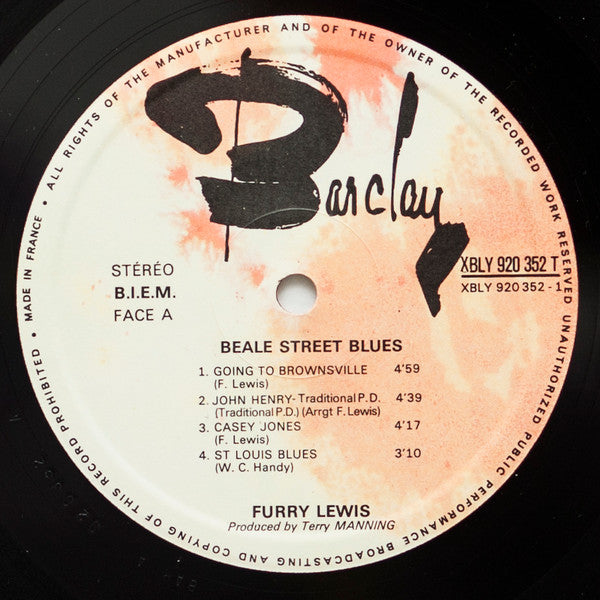 ALL RIGHTS OF THE MANUFACTURER AND OF THE OWNER OF THE RECORDED WORK RESERVED UNAUTHORIZED PUBLIC PERFORMANCE BROADCASTING AND COPYING OF THIS RECORD PROHIBITED • MADE IN FRANCE •
Barclay
STÉRÉO
B.I.E.M.
FACE A
XBLY 920 352 T
XBLY 920 352 - 1
BEALE STREET BLUES
1. GOING TO BROWNSVILLE 4'59
(F. Lewis)
2. JOHN HENRY-Traditional P.D. 4'39
(Traditional P.D.) (Arrgt F. Lewis)
3. CASEY JONES 4'17
(F. Lewis)
4. ST LOUIS BLUES 3'10
(W. C. Handy)
FURRY LEWIS
Produced by Terry MANNING